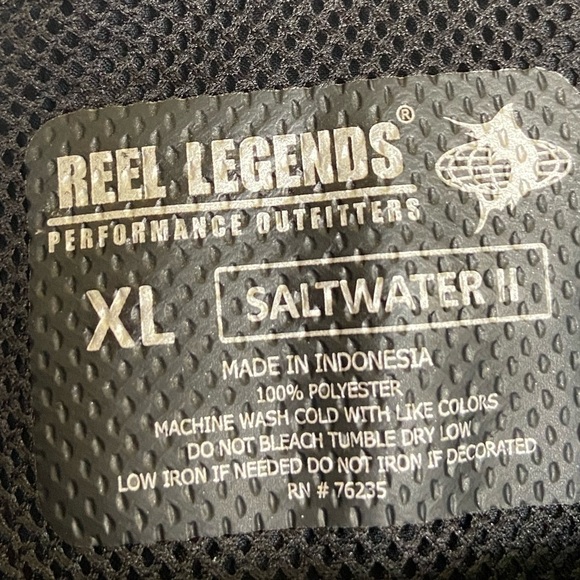 REEL LEGENDS®
PERFORMANCE OUTFITTERS
XL
SALTWATER II
MADE IN INDONESIA
100% POLYESTER
MACHINE WASH COLD WITH LIKE COLORS
DO NOT BLEACH TUMBLE DRY LOW
LOW IRON IF NEEDED DO NOT IRON IF DECORATED
RN # 76235